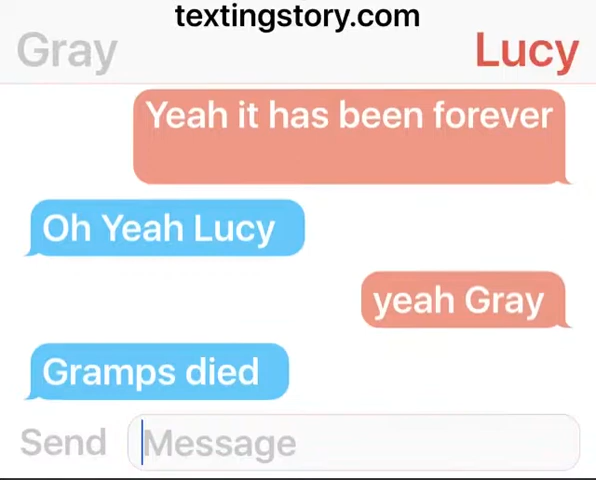 textingstory.com
Gray Lucy
Yeah it has been forever
Oh Yeah Lucy
yeah Gray
Gramps died
Send Message